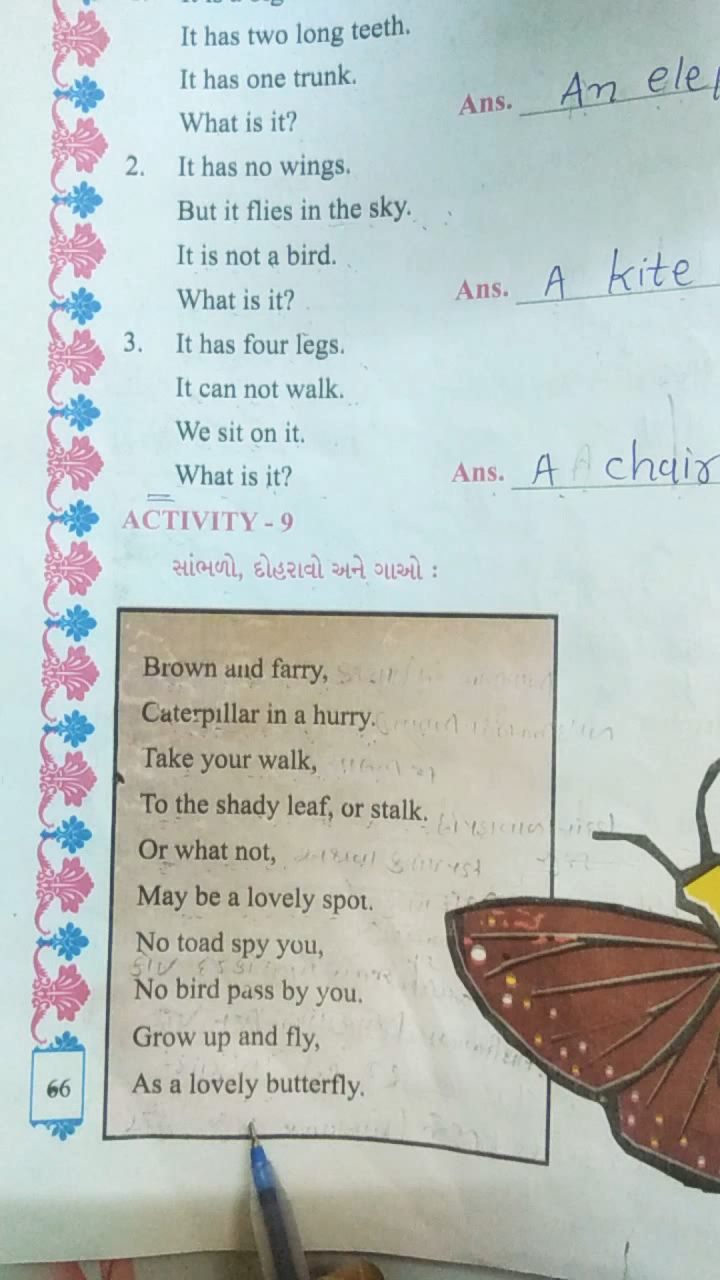 It has two long teeth.
It has one trunk.
What is it?
Ans. An
2. It has no wings.
But it flies in the sky.
It is not a bird.
What is it?
Ans. A kite
3. It has four legs.
It can not walk.
We sit on it.
What is it?
Ans. A chair
ACTIVITY - 9
સાંભળો, દોહરાવો અને ગાઓ :
Brown and farry,
Caterpillar in a hurry.
Take your walk,
To the shady leaf, or stalk.
Or what not,
May be a lovely spot.
No toad spy you,
No bird pass by you.
Grow up and fly,
As a lovely butterfly.
66